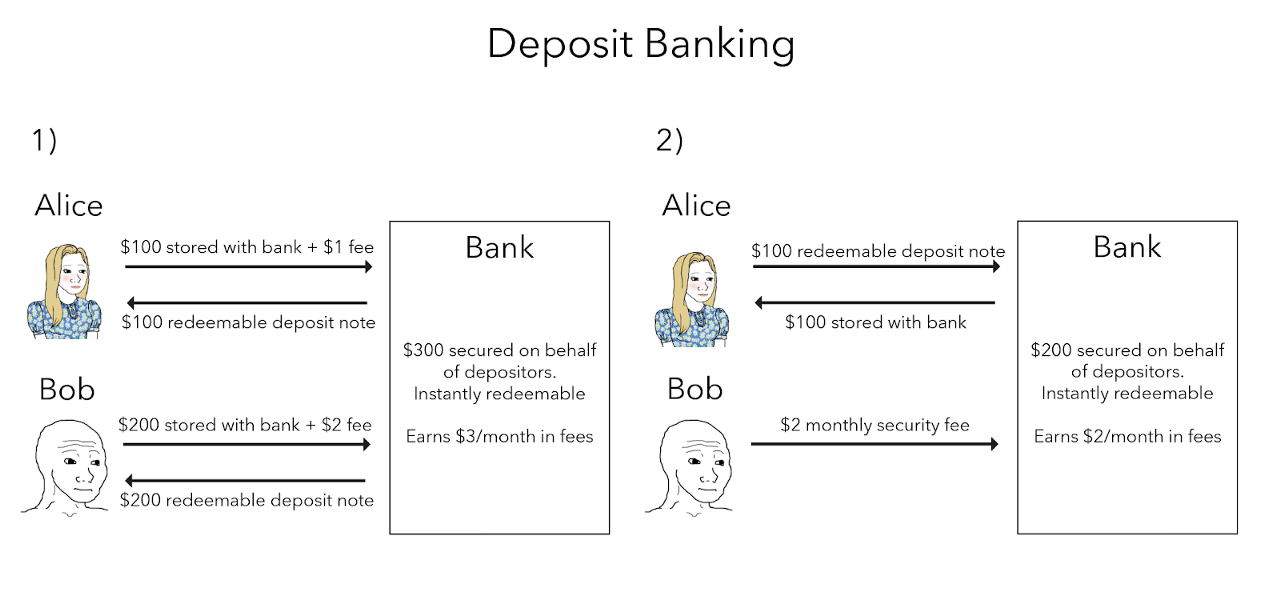 Deposit Banking
1)
Alice
$100 stored with bank + $1 fee
$100 redeemable deposit note
Bob
$200 stored with bank + $2 fee
$200 redeemable deposit note
Bank
$300 secured on behalf
of depositors.
Instantly redeemable
Earns $3/month in fees
2)
Alice
$100 redeemable deposit note
$100 stored with bank
Bob
$2 monthly security fee
Bank
$200 secured on behalf
of depositors.
Instantly redeemable
Earns $2/month in fees